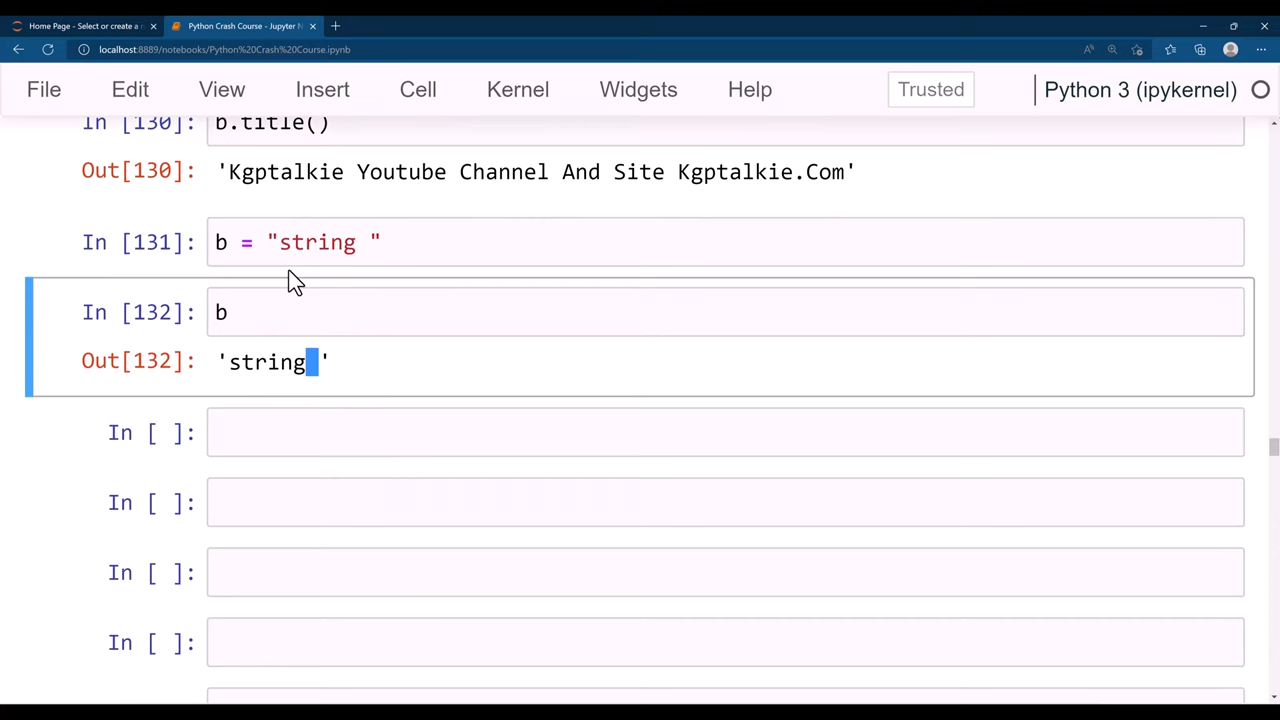 Home Page - Select or create a n
Python Crash Course - Jupyter N
localhost:8889/notebooks/Python%20Crash%20Course.ipynb
File Edit View Insert Cell Kernel Widgets Help Trusted Python 3 (ipykernel)
In [130]: b.title()
Out[130]: 'Kgptalkie Youtube Channel And Site Kgptalkie.Com'
In [131]: b = "string "
In [132]: b
Out[132]: 'string '
In [ ]:
In [ ]:
In [ ]:
In [ ]: